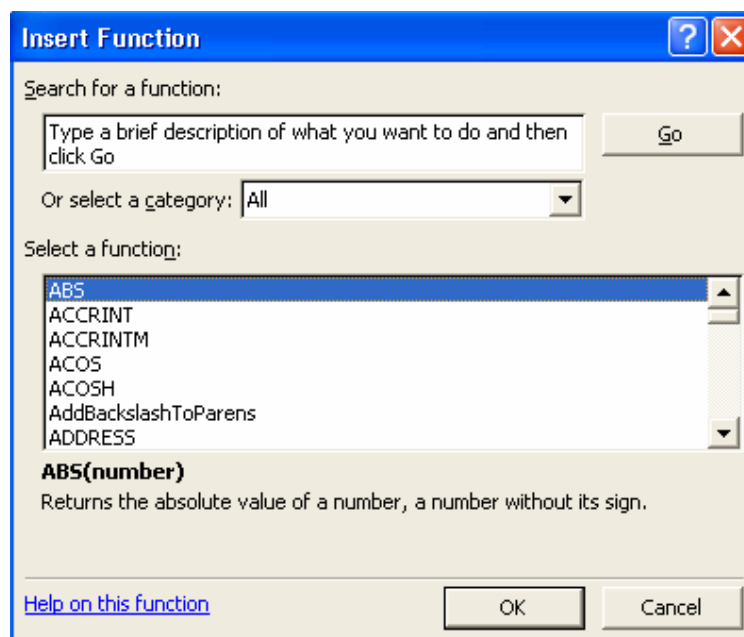 Insert Function
Search for a function:
Type a brief description of what you want to do and then
click Go
Go
Or select a category: All
Select a function:
ABS
ACCRINT
ACCRINTM
ACOS
ACOSH
AddBackslashToParens
ADDRESS
ABS(number)
Returns the absolute value of a number, a number without its sign.
Help on this function
OK
Cancel